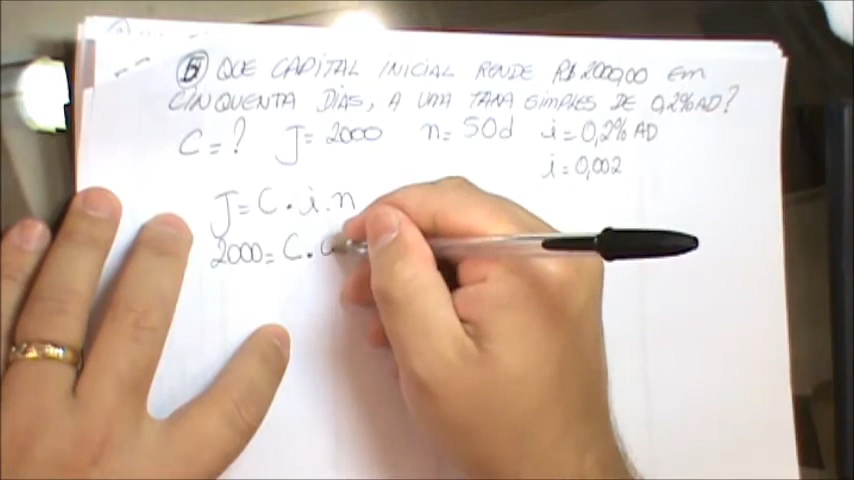 5) QUE CAPITAL INICIAL RENDE R$2000,00 EM
CINQUENTA DIAS, A UMA TAXA SIMPLES DE 0,2% AD?
C = ? J = 2000 n = 50d i = 0,2% AD
i = 0,002
J = C . i . n
2000 = C .